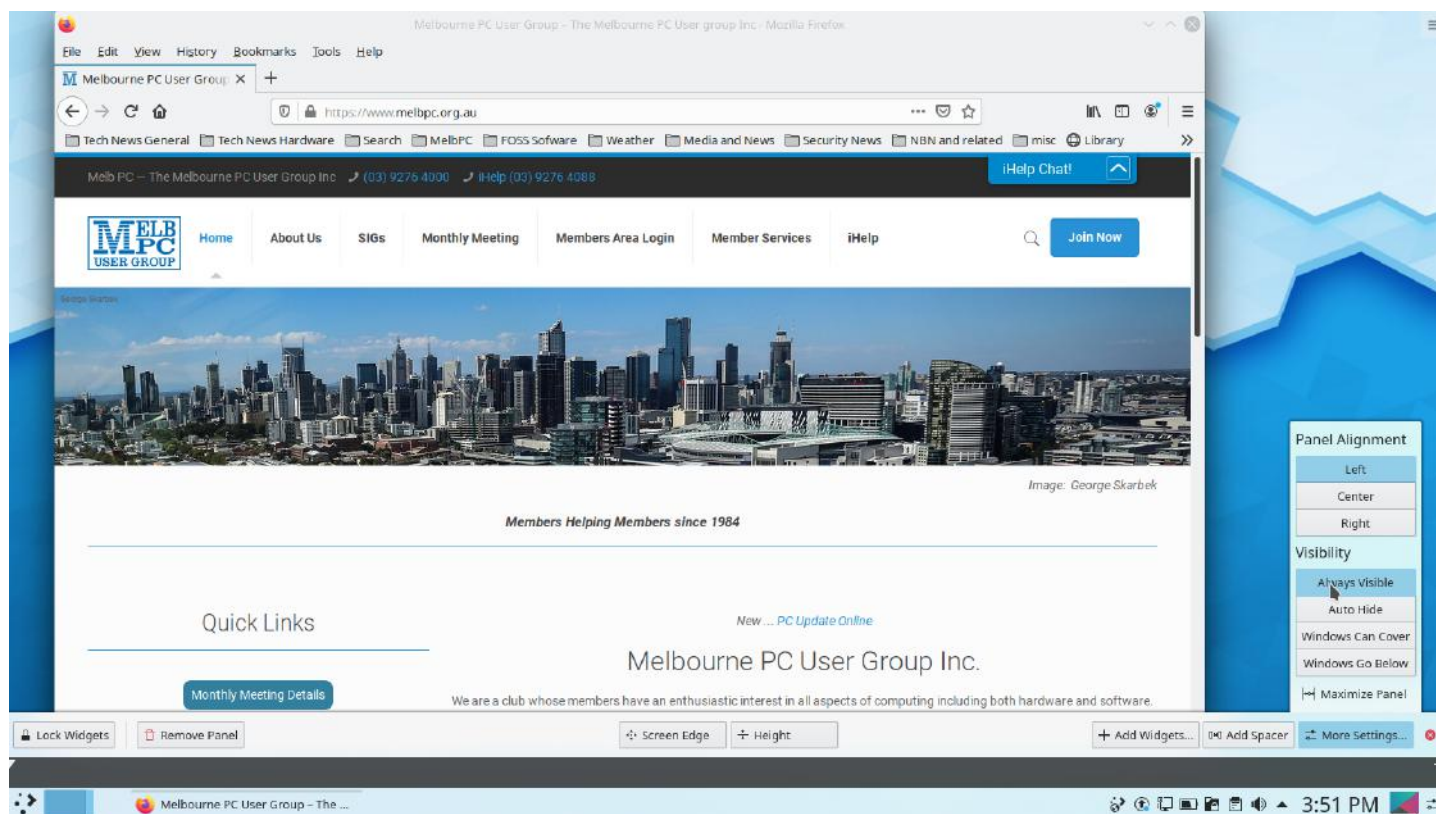 Melbourne PC User Group – The Melbourne PC User group Inc - Mozilla Firefox
File Edit View History Bookmarks Tools Help
Melbourne PC User Group
https://www.melbpc.org.au
Tech News General Tech News Hardware Search MelbPC FOSS Sofware Weather Media and News Security News NBN and related misc Library
Melb PC – The Melbourne PC User Group Inc (03) 9276 4000 iHelp (03) 9276 4088
iHelp Chat!
MELB PC USER GROUP
Home About Us SIGs Monthly Meeting Members Area Login Member Services iHelp Join Now
George Skarbek
Image: George Skarbek
Members Helping Members since 1984
Quick Links
Monthly Meeting Details
New ... PC Update Online
Melbourne PC User Group Inc.
We are a club whose members have an enthusiastic interest in all aspects of computing including both hardware and software.
Panel Alignment
Left
Center
Right
Visibility
Always Visible
Auto Hide
Windows Can Cover
Windows Go Below
Maximize Panel
Lock Widgets Remove Panel Screen Edge Height Add Widgets... Add Spacer More Settings...
Melbourne PC User Group – The ... 3:51 PM